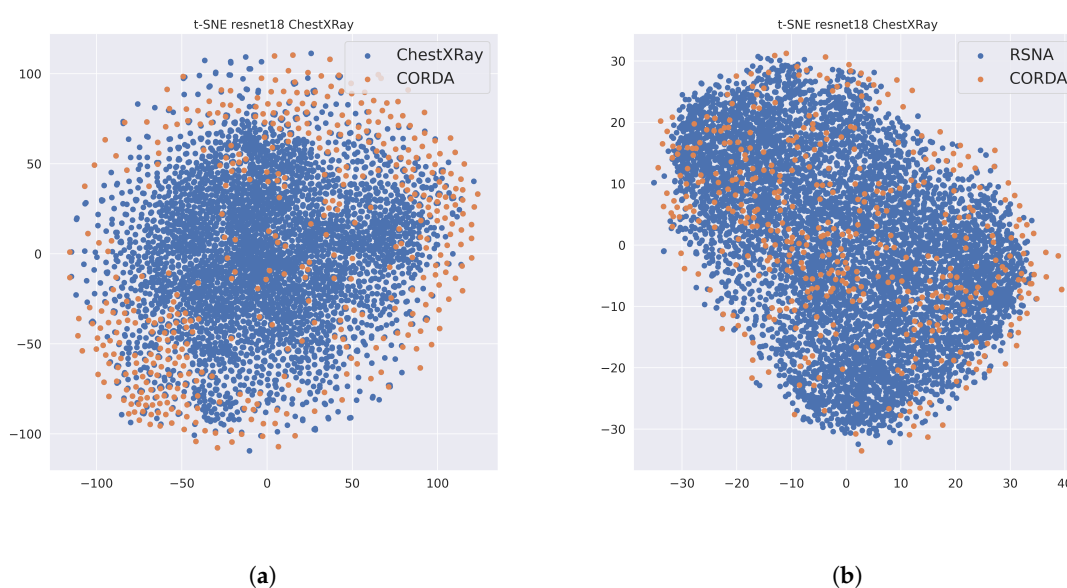 t-SNE resnet18 ChestXRay
ChestXRay
CORDA
100
50
0
−50
−100
−100 −50 0 50 100
(a)
t-SNE resnet18 ChestXRay
RSNA
CORDA
30
20
10
0
−10
−20
−30
−30 −20 −10 0 10 20 30 40
(b)